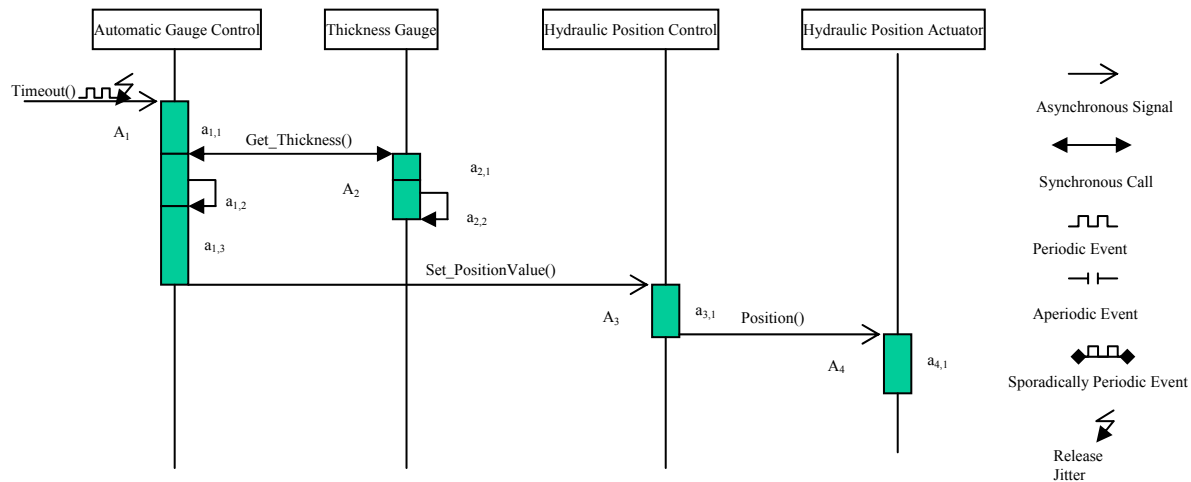 Automatic Gauge Control
Thickness Gauge
Hydraulic Position Control
Hydraulic Position Actuator
Timeout()
A1
a1,1
Get_Thickness()
a1,2
a1,3
A2
a2,1
a2,2
Set_PositionValue()
A3
a3,1
Position()
A4
a4,1
Asynchronous Signal
Synchronous Call
Periodic Event
Aperiodic Event
Sporadically Periodic Event
Release
Jitter